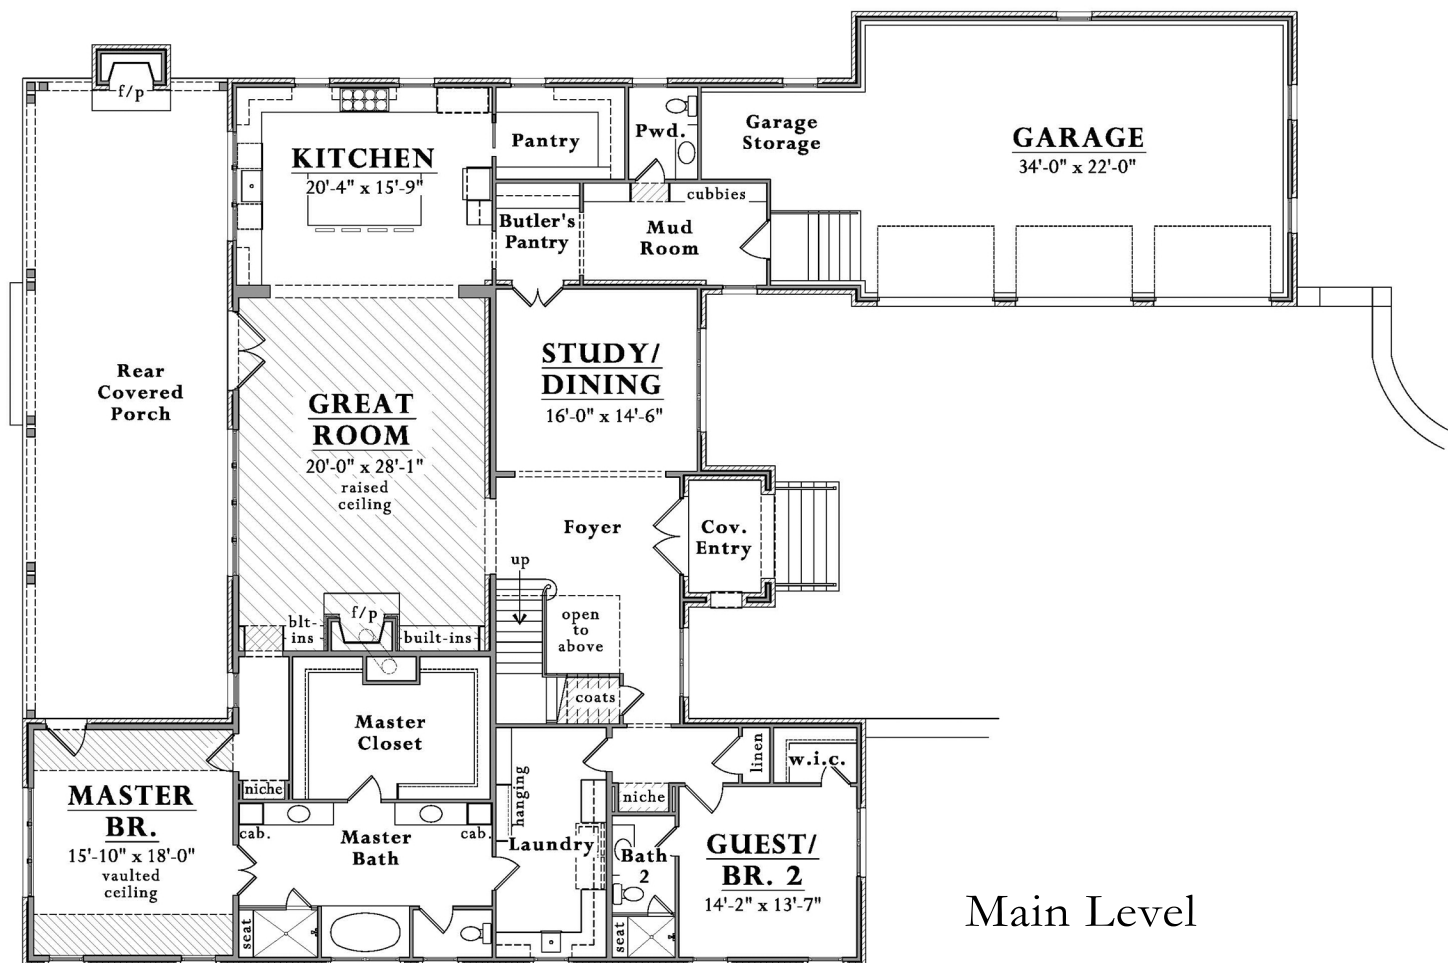 f/p
KITCHEN
20'-4" x 15'-9"
Pantry
Pwd.
Garage
Storage
GARAGE
34'-0" x 22'-0"
cubbies
Butler's
Pantry
Mud
Room
Rear
Covered
Porch
GREAT
ROOM
20'-0" x 28'-1"
raised
ceiling
STUDY/
DINING
16'-0" x 14'-6"
Foyer
Cov.
Entry
up
open
to
above
blt-
ins
f/p
built-ins
coats
Master
Closet
niche
MASTER
BR.
15'-10" x 18'-0"
vaulted
ceiling
cab.
Master
Bath
cab.
seat
hanging
Laundry
niche
linen
w.i.c.
Bath
2
seat
GUEST/
BR. 2
14'-2" x 13'-7"
Main Level